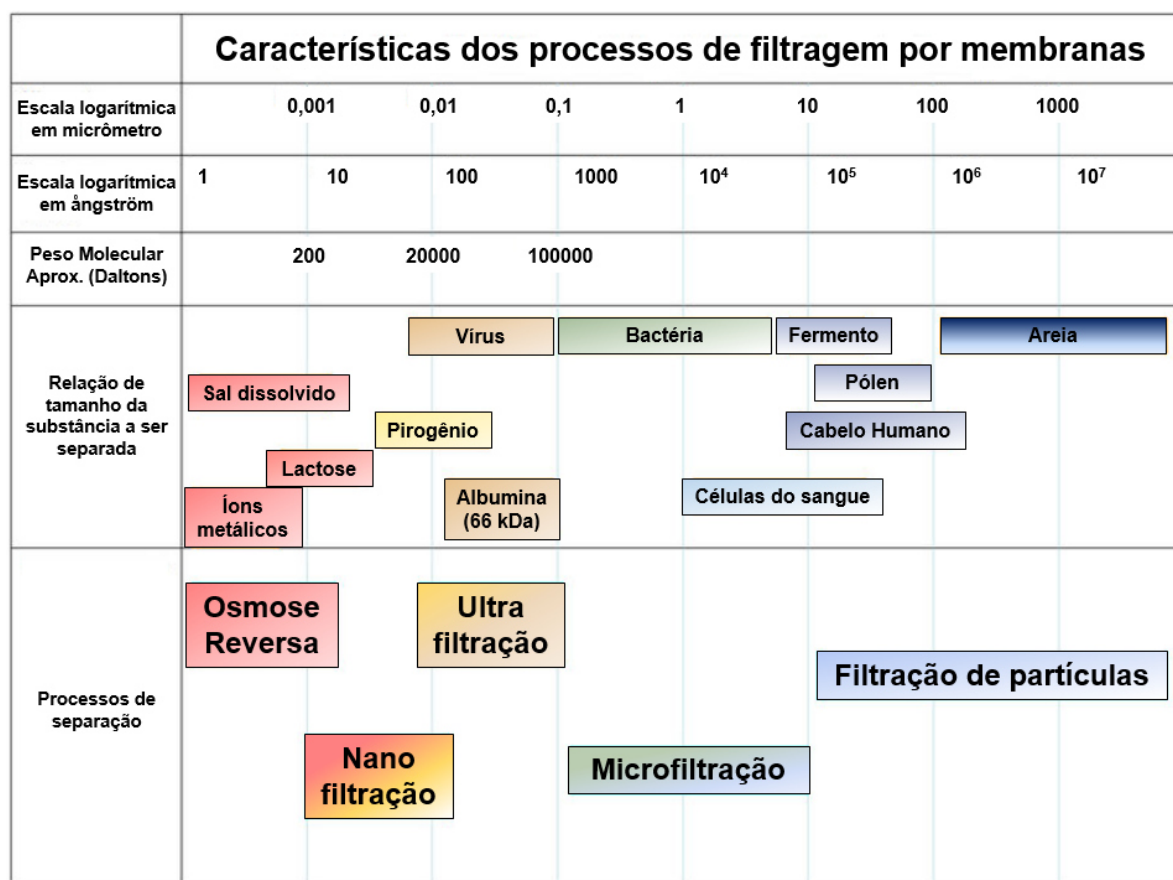 Características dos processos de filtragem por membranas
Escala logarítmica
em micrômetro
0,001 0,01 0,1 1 10 100 1000
Escala logarítmica
em ångström
1 10 100 1000 10⁴ 10⁵ 10⁶ 10⁷
Peso Molecular
Aprox. (Daltons)
200 20000 100000
Relação de
tamanho da
substância a ser
separada
Vírus
Bactéria
Fermento
Areia
Sal dissolvido
Pólen
Pirogênio
Cabelo Humano
Lactose
Íons
metálicos
Albumina
(66 kDa)
Células do sangue
Processos de
separação
Osmose
Reversa
Ultra
filtração
Filtração de partículas
Nano
filtração
Microfiltração